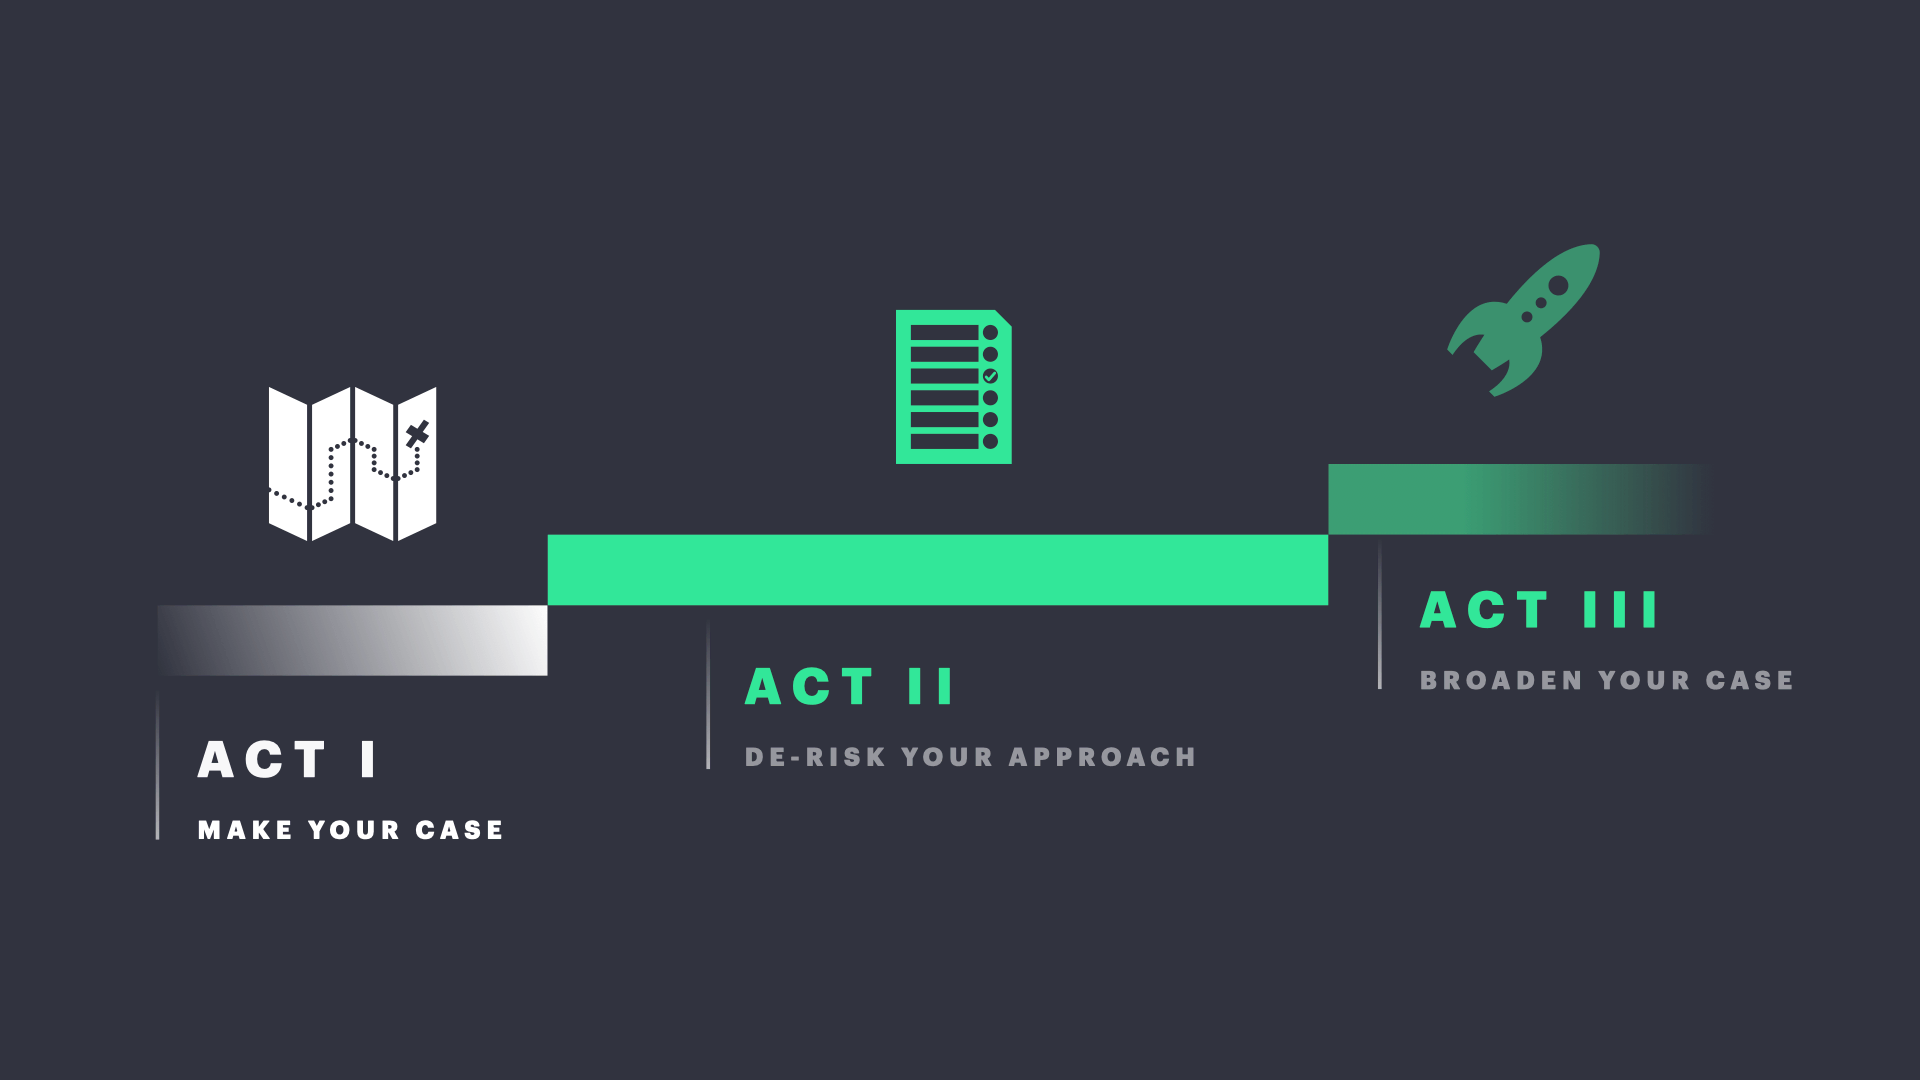 ACT I
MAKE YOUR CASE
ACT II
DE-RISK YOUR APPROACH
ACT III
BROADEN YOUR CASE